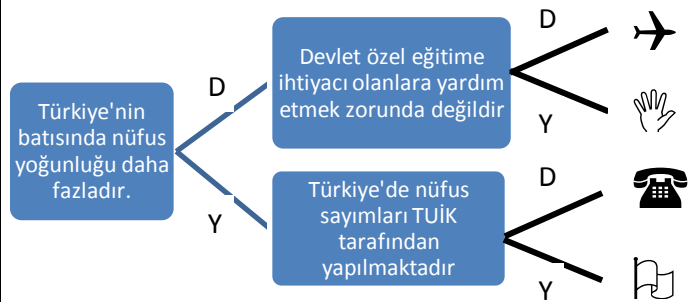 Türkiye'nin
batısında nüfus
yoğunluğu daha
fazladır.
D
Y
Devlet özel eğitime
ihtiyacı olanlara yardım
etmek zorunda değildir
D
Y
Türkiye'de nüfus
sayımları TUİK
tarafından
yapılmaktadır
D
Y